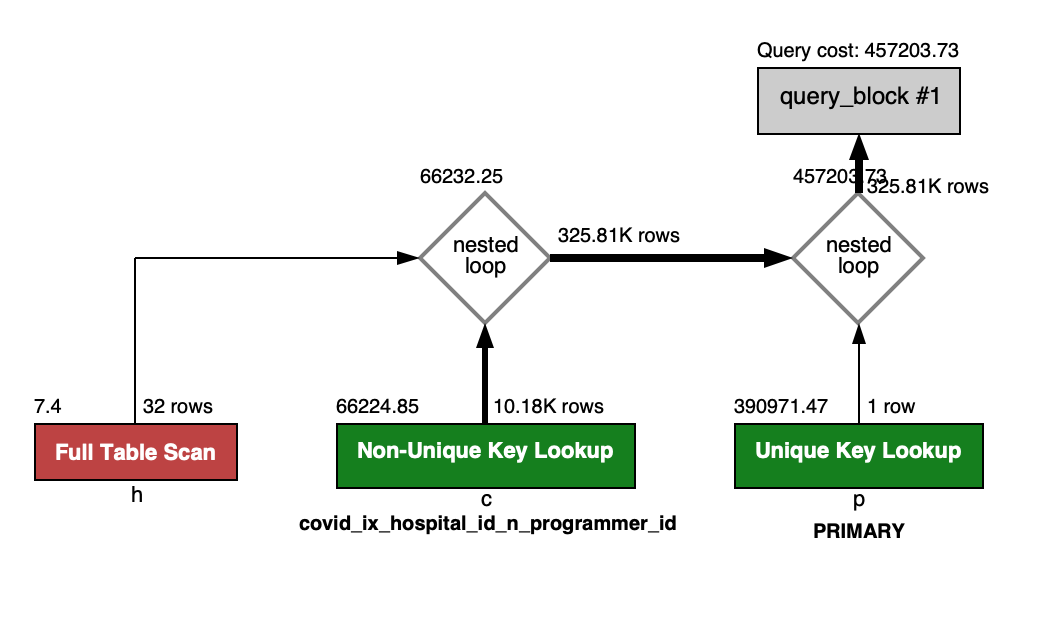 Query cost: 457203.73
query_block #1
66232.25
457203.73
325.81K rows
325.81K rows
nested
loop
nested
loop
7.4
32 rows
66224.85
10.18K rows
390971.47
1 row
Full Table Scan
Non-Unique Key Lookup
Unique Key Lookup
h
c
p
covid_ix_hospital_id_n_programmer_id
PRIMARY